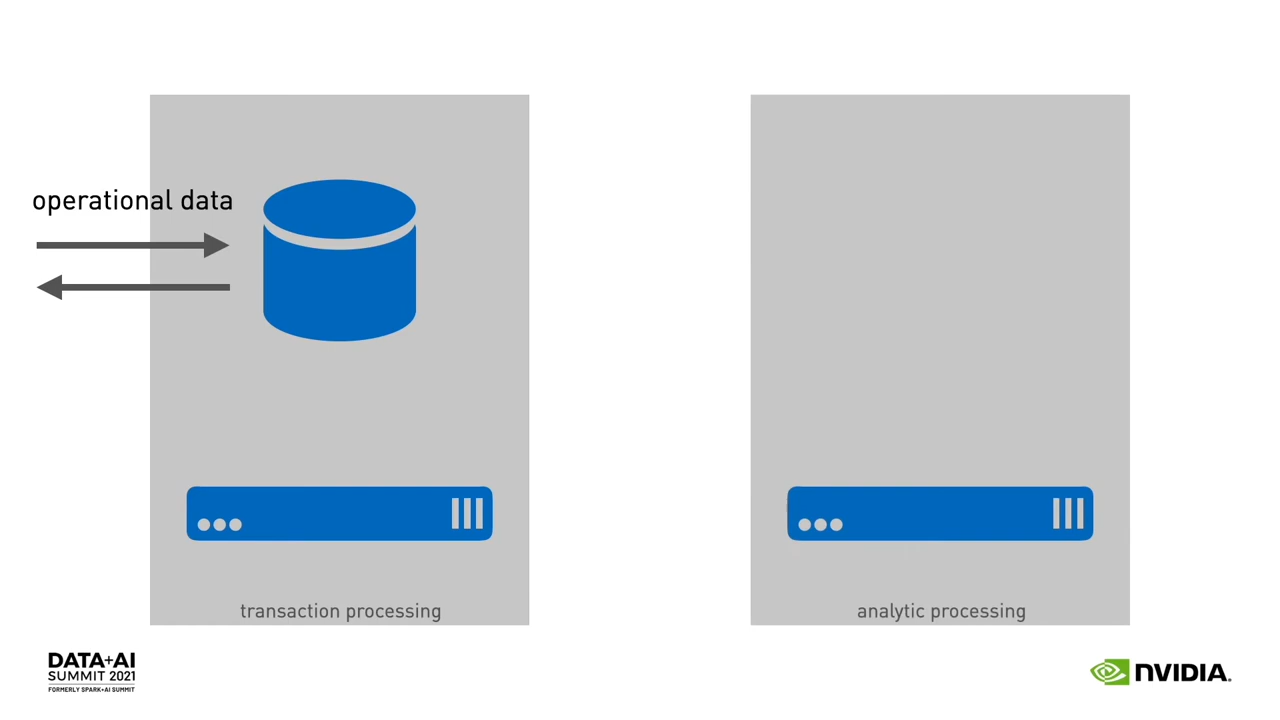 operational data
transaction processing
analytic processing
DATA+AI
SUMMIT 2021
FORMERLY SPARK+AI SUMMIT
NVIDIA.